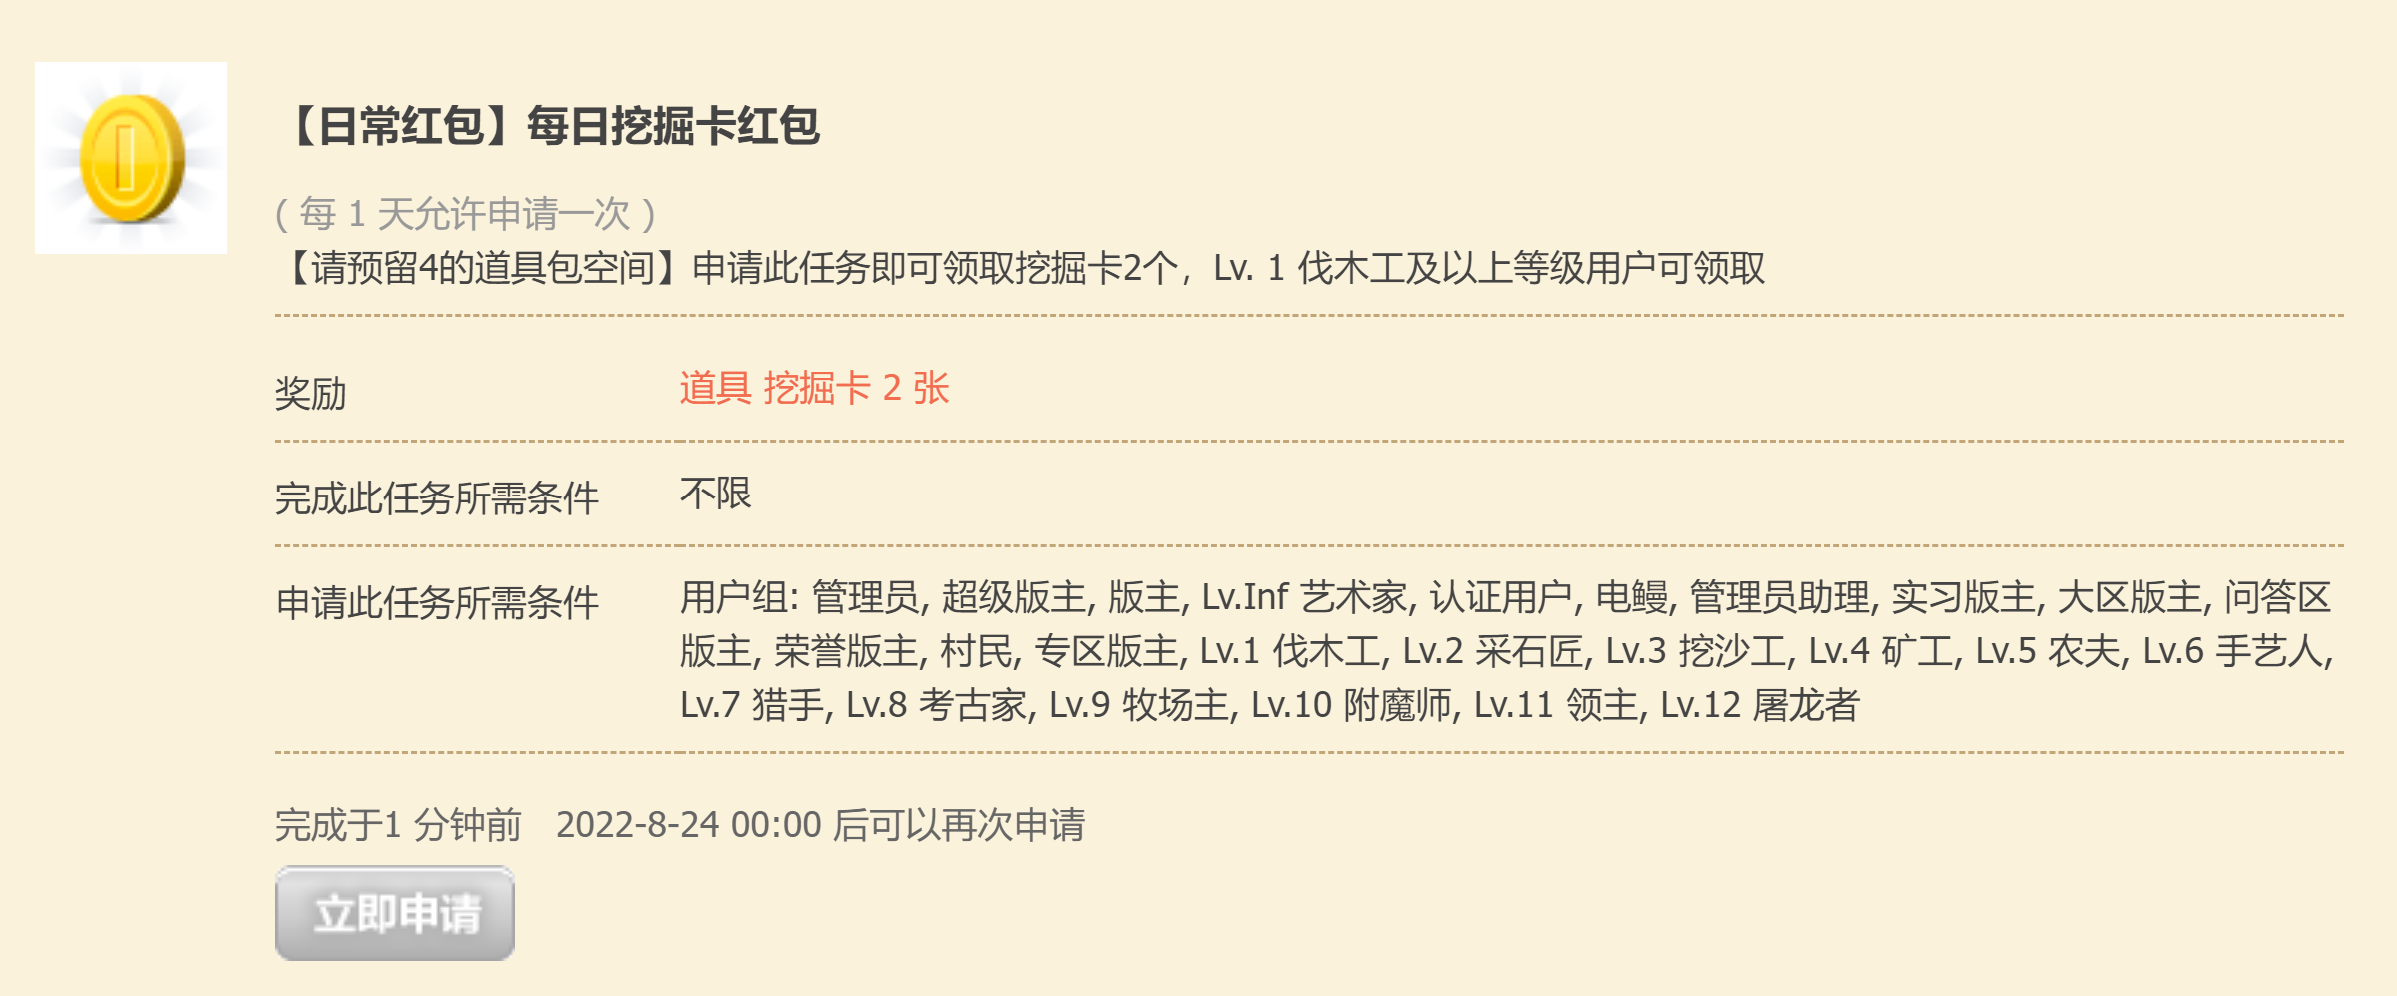 【日常红包】每日挖掘卡红包
( 每 1 天允许申请一次 )
【请预留4的道具包空间】申请此任务即可领取挖掘卡2个，Lv. 1 伐木工及以上等级用户可领取
奖励 道具 挖掘卡 2 张
完成此任务所需条件 不限
申请此任务所需条件 用户组: 管理员, 超级版主, 版主, Lv.Inf 艺术家, 认证用户, 电鳗, 管理员助理, 实习版主, 大区版主, 问答区
版主, 荣誉版主, 村民, 专区版主, Lv.1 伐木工, Lv.2 采石匠, Lv.3 挖沙工, Lv.4 矿工, Lv.5 农夫, Lv.6 手艺人,
Lv.7 猎手, Lv.8 考古家, Lv.9 牧场主, Lv.10 附魔师, Lv.11 领主, Lv.12 屠龙者
完成于1 分钟前 2022-8-24 00:00 后可以再次申请
立即申请